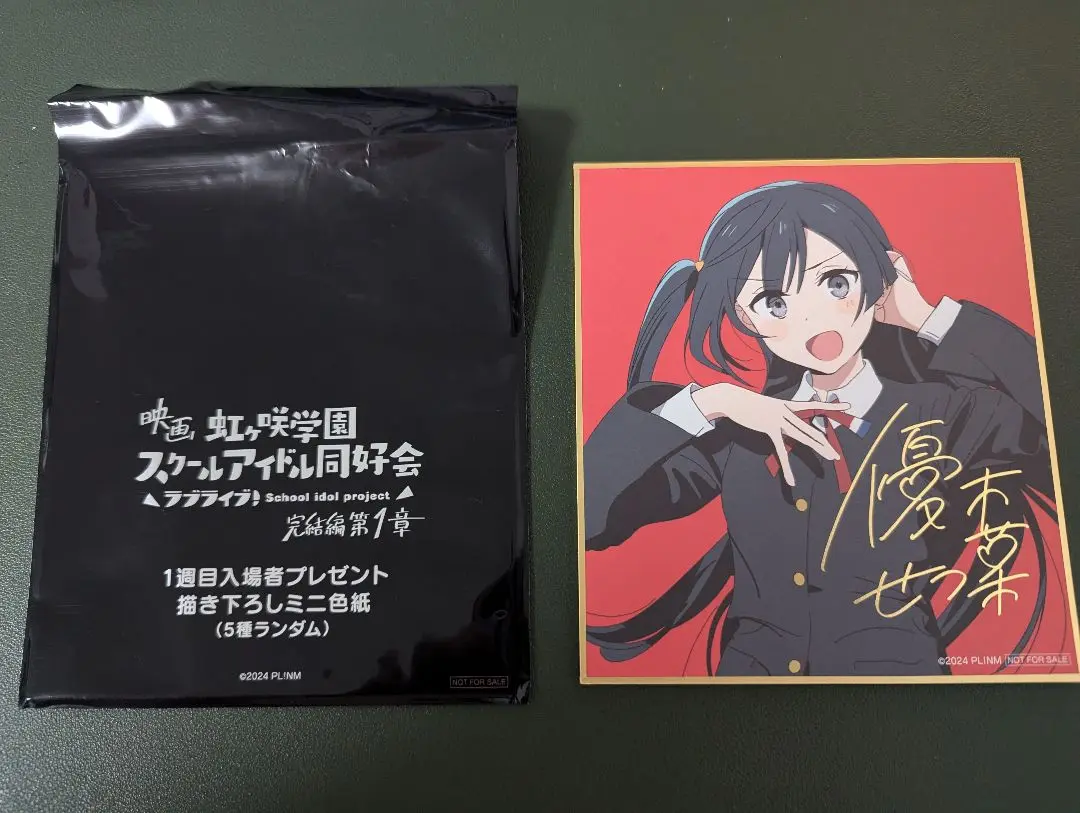 映画 虹ヶ咲学園
スクールアイドル同好会
ラブライブ! School idol project
完結編 第1章
1週目入場者プレゼント
描き下ろしミニ色紙
(5種ランダム)
©2024 PL!NM
NOT FOR SALE
優木
せつ菜
©2024 PL!NM NOT FOR SALE